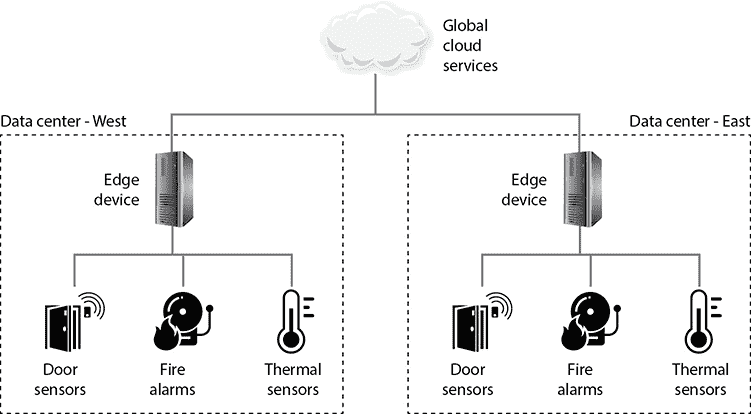 Global
cloud
services
Data center - West
Data center - East
Edge
device
Edge
device
Door
sensors
Fire
alarms
Thermal
sensors
Door
sensors
Fire
alarms
Thermal
sensors